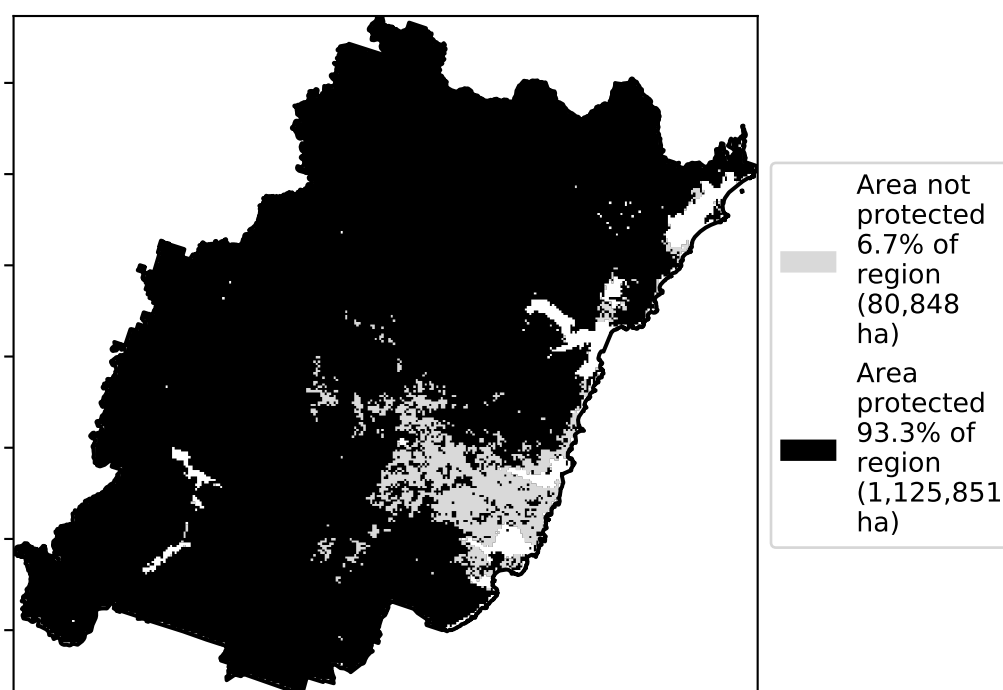 Area not
protected
6.7% of
region
(80,848
ha)
Area
protected
93.3% of
region
(1,125,851
ha)